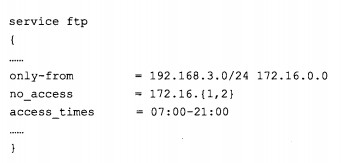 service ftp
{
......
only-from = 192.168.3.0/24 172.16.0.0
no_access = 172.16.{1,2}
access_times = 07:00-21:00
......
}